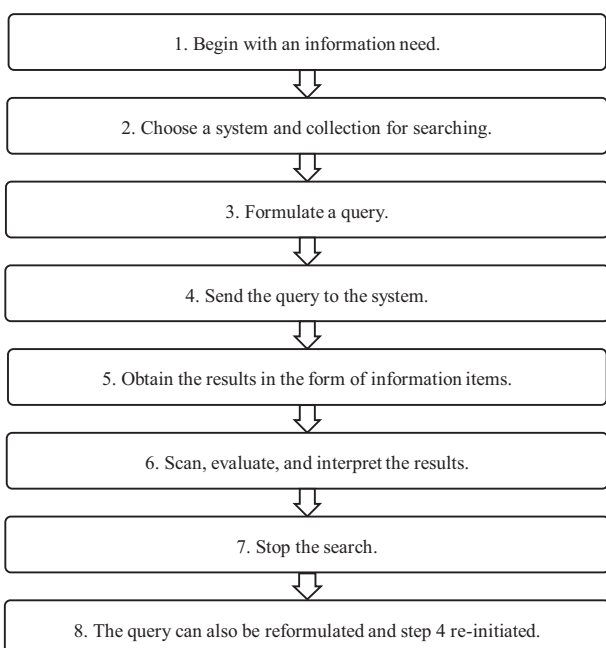 1. Begin with an information need.
2. Choose a system and collection for searching.
3. Formulate a query.
4. Send the query to the system.
5. Obtain the results in the form of information items.
6. Scan, evaluate, and interpret the results.
7. Stop the search.
8. The query can also be reformulated and step 4 re-initiated.